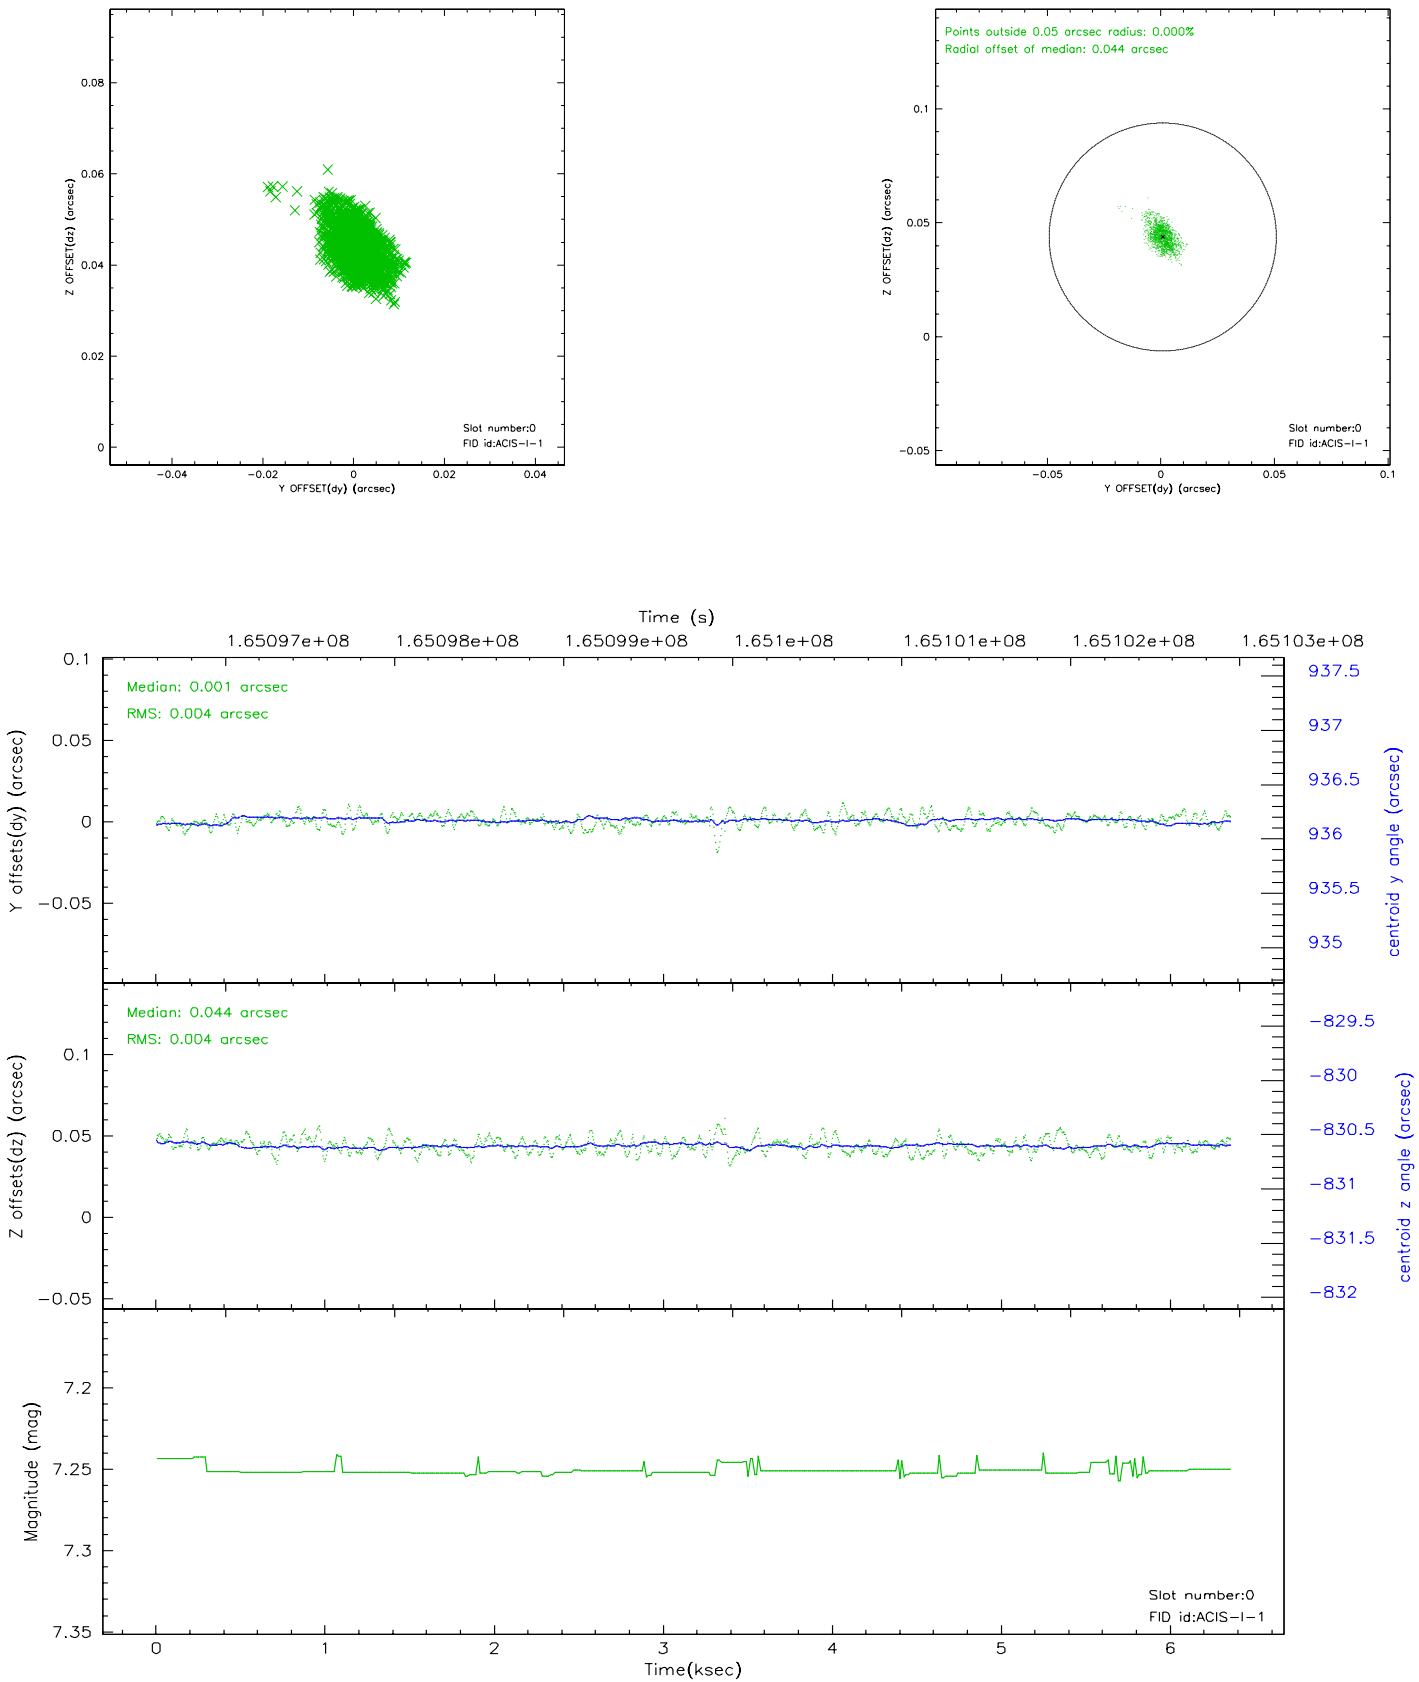 0.08
0.06
0.04
0.02
0
Z OFFSET(dz) (arcsec)
Slot number:0
FID id:ACIS-I-1
-0.04
-0.02
0
0.02
0.04
Y OFFSET(dy) (arcsec)
Points outside 0.05 arcsec radius: 0.000%
Radial offset of median: 0.044 arcsec
0.1
0.05
0
-0.05
Z OFFSET(dz) (arcsec)
Slot number:0
FID id:ACIS-I-1
-0.05
0
0.05
0.1
Y OFFSET(dy) (arcsec)
Time (s)
1.65097e+08
1.65098e+08
1.65099e+08
1.651e+08
1.65101e+08
1.65102e+08
1.65103e+08
0.1
0.05
0
-0.05
Y offsets(dy) (arcsec)
Median: 0.001 arcsec
RMS: 0.004 arcsec
937.5
937
936.5
936
935.5
935
centroid y angle (arcsec)
0.1
0.05
0
-0.05
Z offsets(dz) (arcsec)
Median: 0.044 arcsec
RMS: 0.004 arcsec
-829.5
-830
-830.5
-831
-831.5
-832
centroid z angle (arcsec)
7.2
7.25
7.3
7.35
Magnitude (mag)
Slot number:0
FID id:ACIS-I-1
0
1
2
3
4
5
6
Time(ksec)